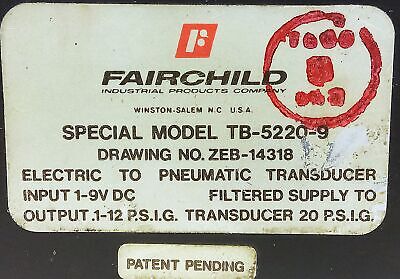 FAIRCHILD
INDUSTRIAL PRODUCTS COMPANY
WINSTON-SALEM N.C U.S.A.
SPECIAL MODEL TB-5220-9
DRAWING NO. ZEB-14318
ELECTRIC TO PNEUMATIC TRANSDUCER
INPUT 1-9V DC FILTERED SUPPLY TO
OUTPUT .1-12 P.S.I.G. TRANSDUCER 20 P.S.I.G.
PATENT PENDING